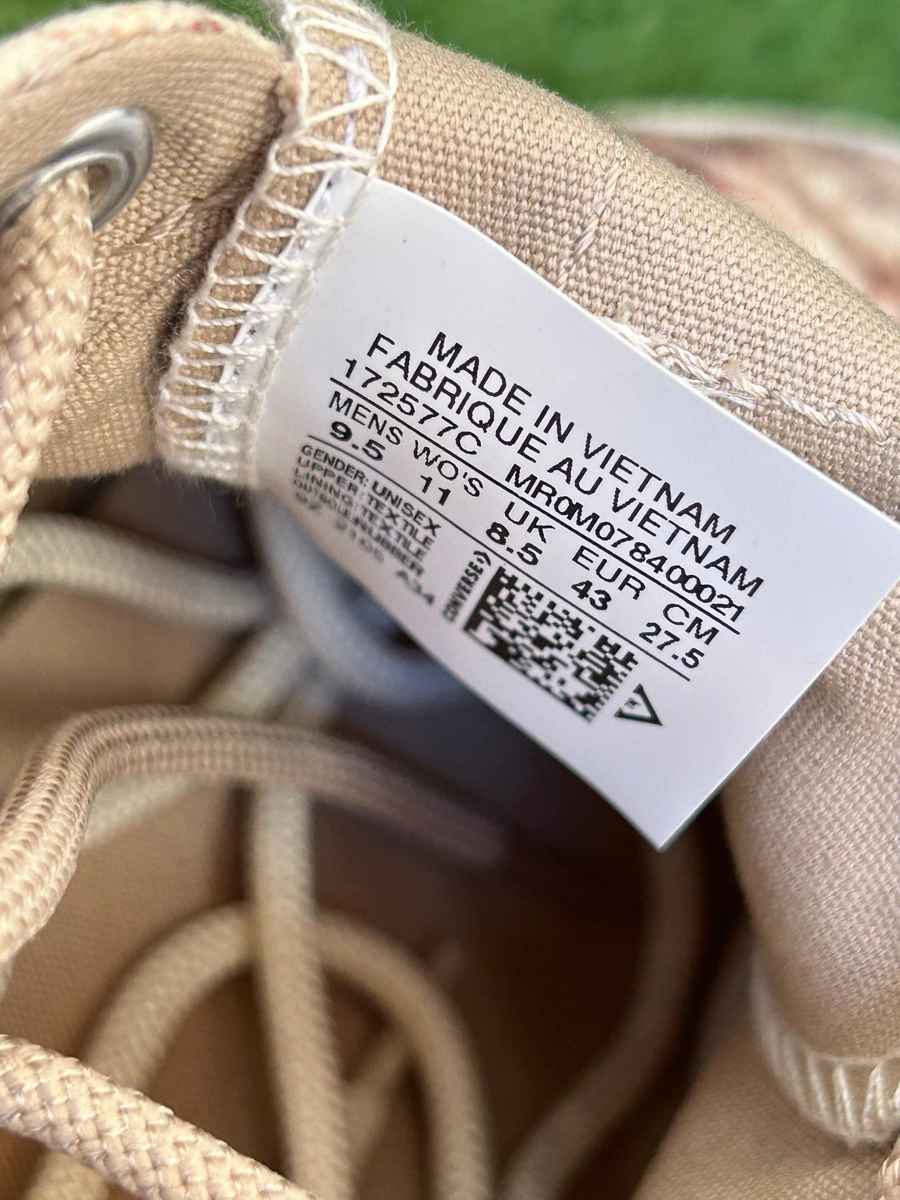 MADE IN VIETNAM
FABRIQUE AU VIETNAM
172577C MR0M078400021
MENS WO'S UK EUR CM
9.5 11 8.5 43 27.5
GENDER: UNISEX
UPPER: TEXTILE
LINING: TEXTILE
OUTSOLE: RUBBER
CONVERSE